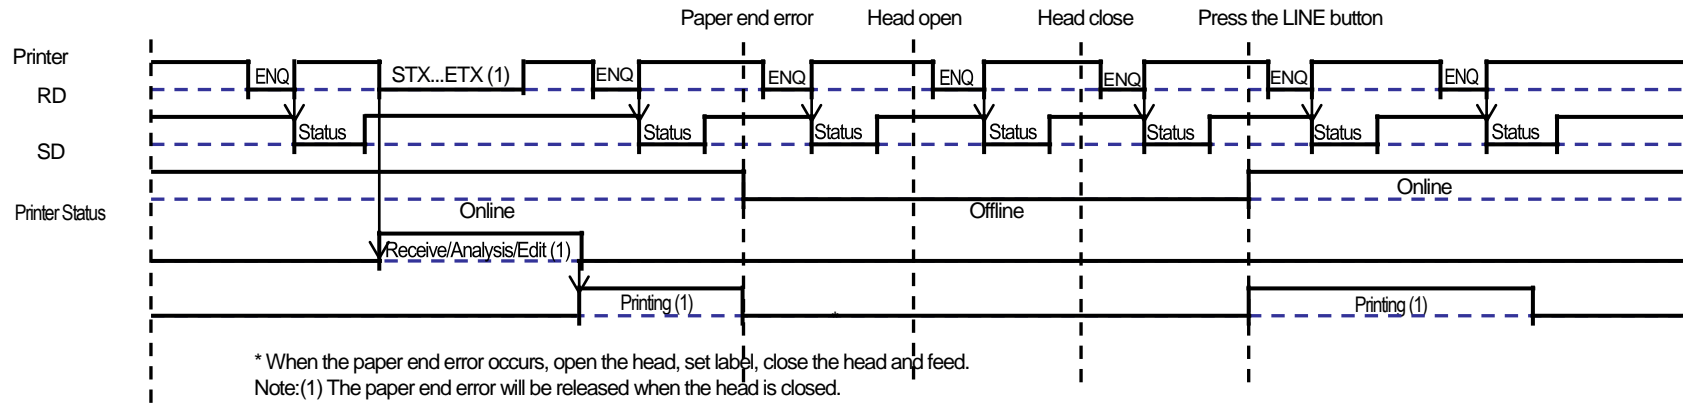 Paper end error Head open Head close Press the LINE button
Printer
ENQ STX...ETX (1) ENQ ENQ ENQ ENQ ENQ ENQ
RD
Status Status Status Status Status Status Status
SD
Online
Printer Status Online Offline
Receive/Analysis/Edit (1)
Printing (1) Printing (1)
* When the paper end error occurs, open the head, set label, close the head and feed.
Note:(1) The paper end error will be released when the head is closed.